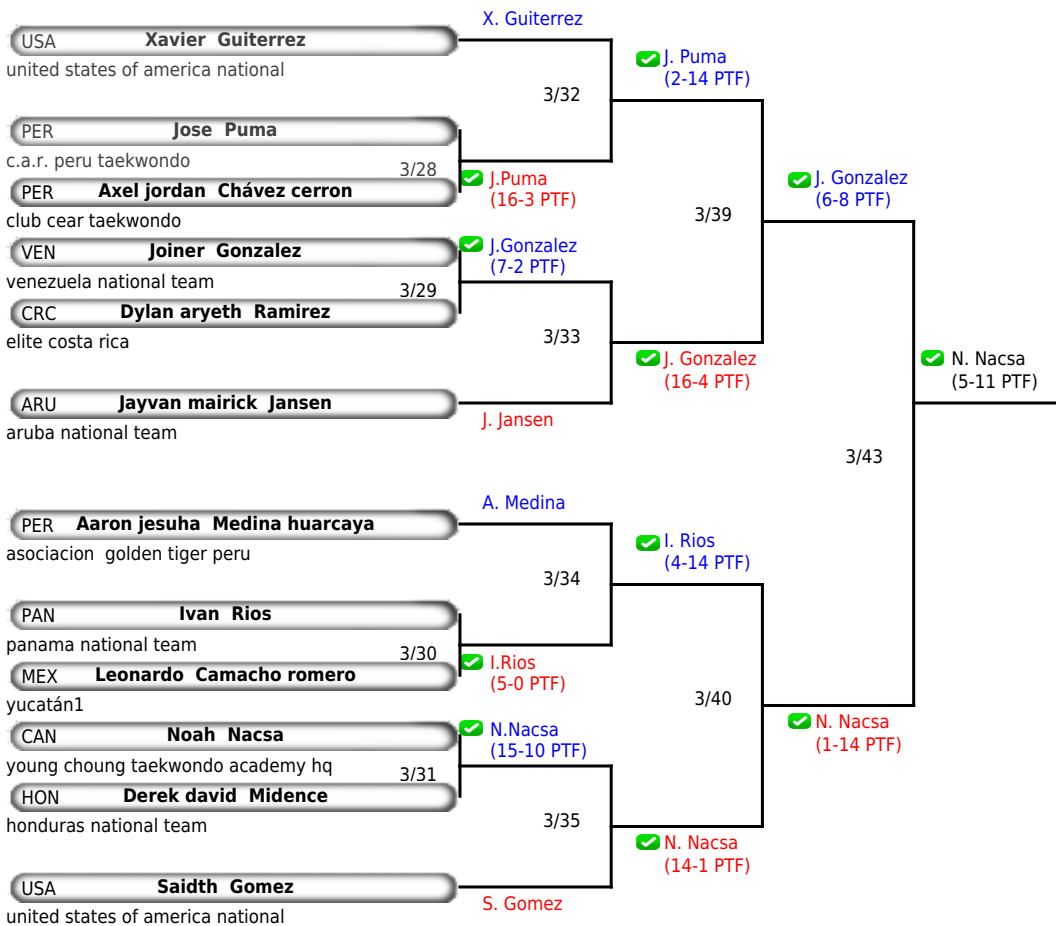 X. Guiterrez
USA Xavier Guiterrez
united states of america national
J. Puma
(2-14 PTF)
3/32
PER Jose Puma
c.a.r. peru taekwondo
3/28
J.Puma
(16-3 PTF)
PER Axel jordan Chávez cerron
club cear taekwondo
J. Gonzalez
(6-8 PTF)
3/39
VEN Joiner Gonzalez
venezuela national team
J.Gonzalez
(7-2 PTF)
3/29
CRC Dylan aryeth Ramirez
elite costa rica
3/33
J. Gonzalez
(16-4 PTF)
N. Nacsa
(5-11 PTF)
ARU Jayvan mairick Jansen
aruba national team
J. Jansen
3/43
A. Medina
PER Aaron jesuha Medina huarcaya
asociacion golden tiger peru
I. Rios
(4-14 PTF)
3/34
PAN Ivan Rios
panama national team
3/30
I.Rios
(5-0 PTF)
MEX Leonardo Camacho romero
yucatán1
3/40
N. Nacsa
(1-14 PTF)
CAN Noah Nacsa
young choung taekwondo academy hq
N.Nacsa
(15-10 PTF)
3/31
HON Derek david Midence
honduras national team
3/35
N. Nacsa
(14-1 PTF)
USA Saidth Gomez
united states of america national
S. Gomez